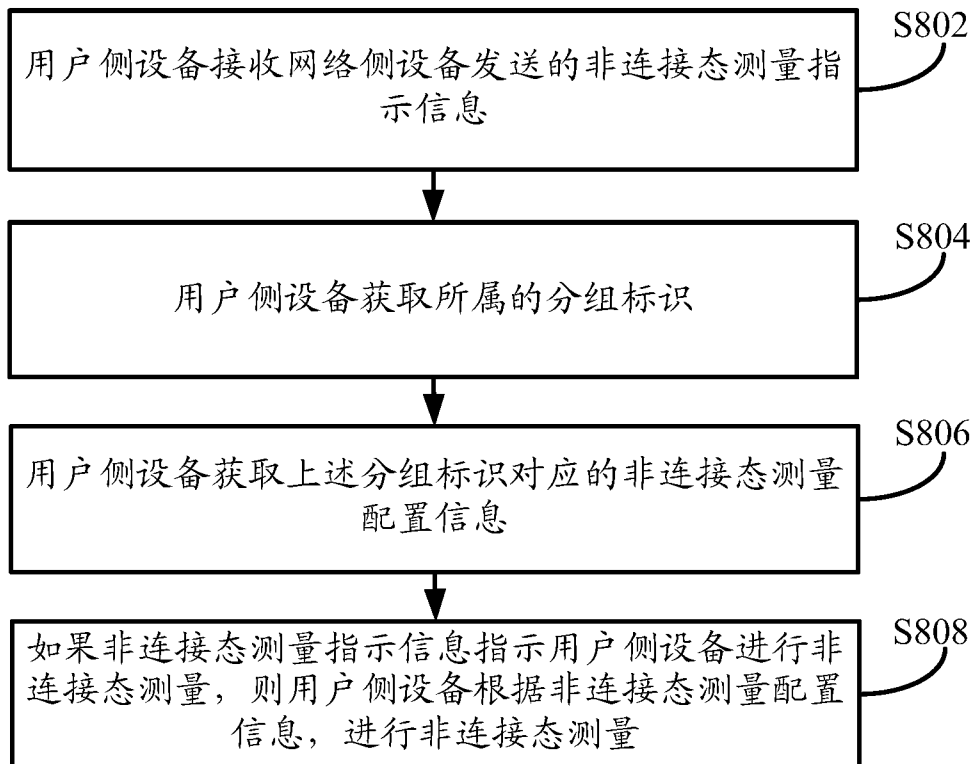 S802
用户侧设备接收网络侧设备发送的非连接态测量指
示信息
S804
用户侧设备获取所属的分组标识
S806
用户侧设备获取上述分组标识对应的非连接态测量
配置信息
S808
如果非连接态测量指示信息指示用户侧设备进行非
连接态测量，则用户侧设备根据非连接态测量配置
信息，进行非连接态测量